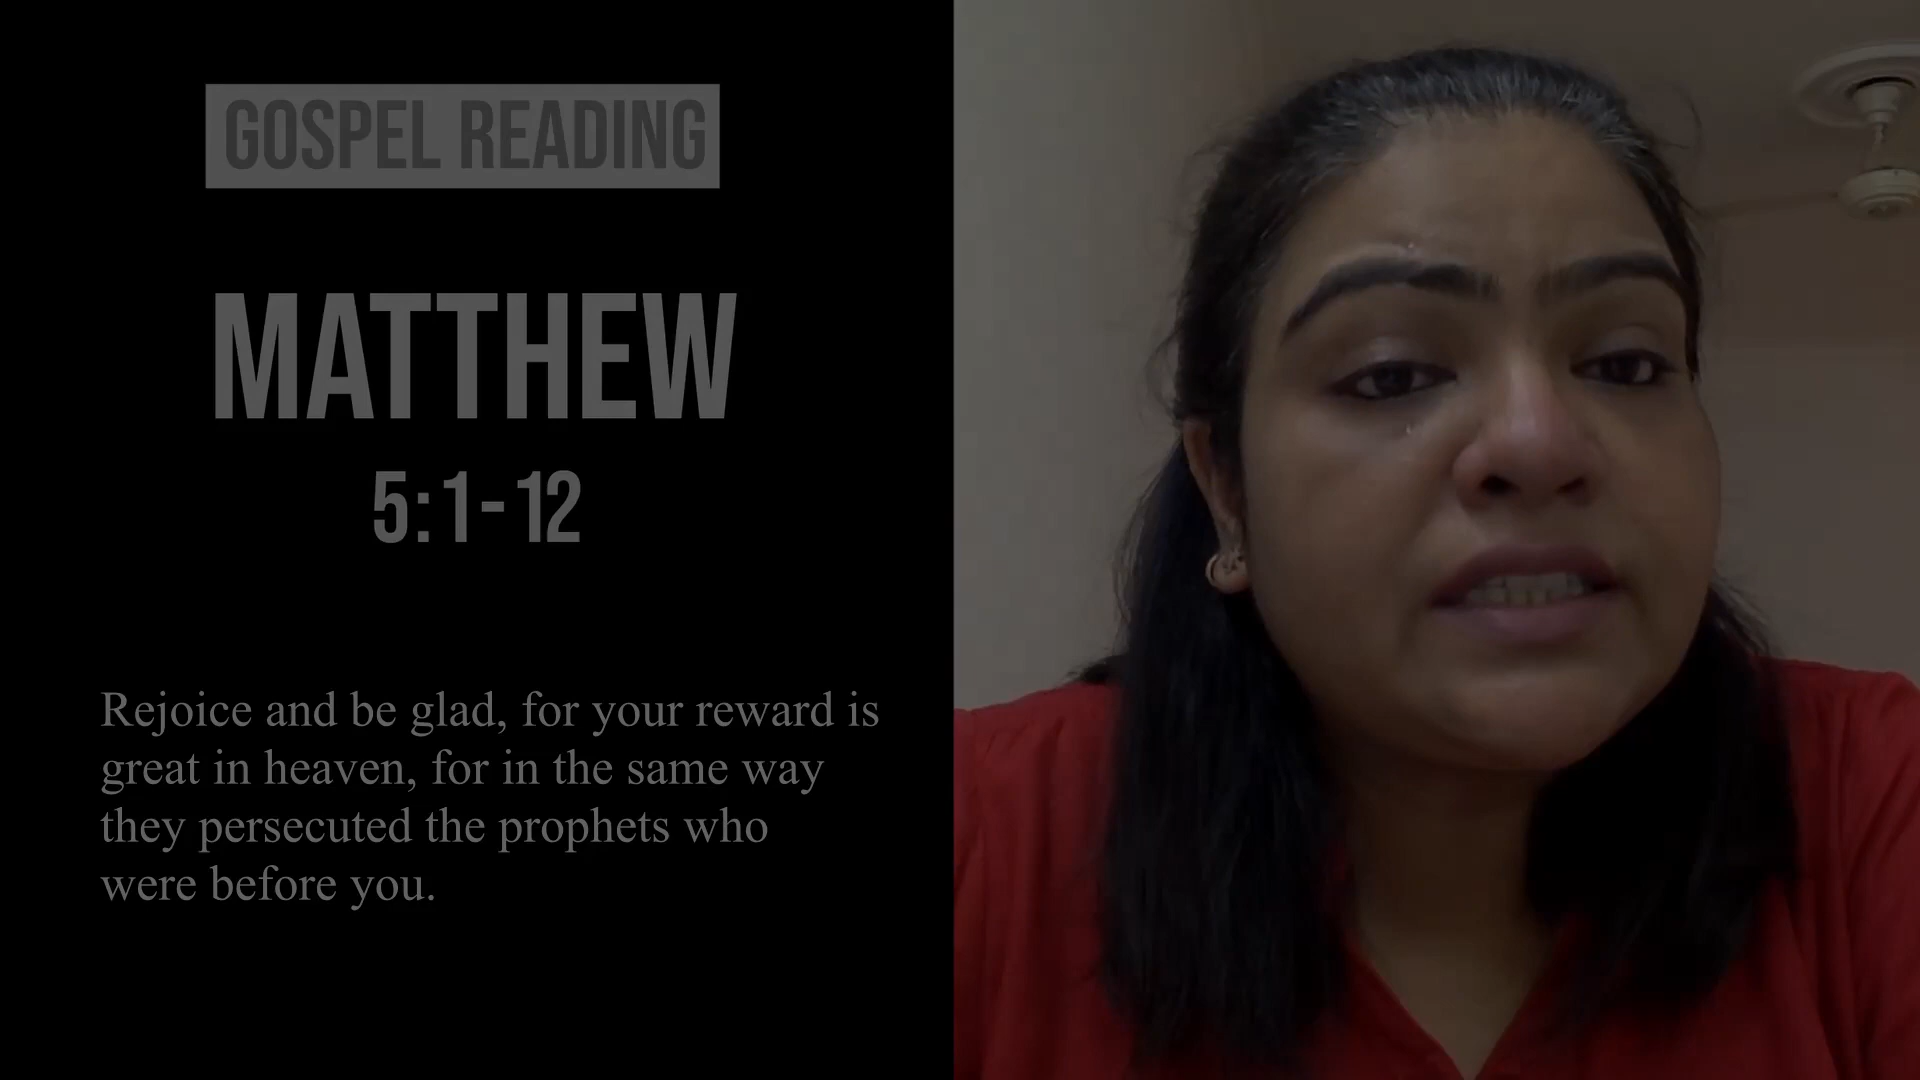 GOSPEL READING
MATTHEW
5:1-12
Rejoice and be glad, for your reward is
great in heaven, for in the same way
they persecuted the prophets who
were before you.